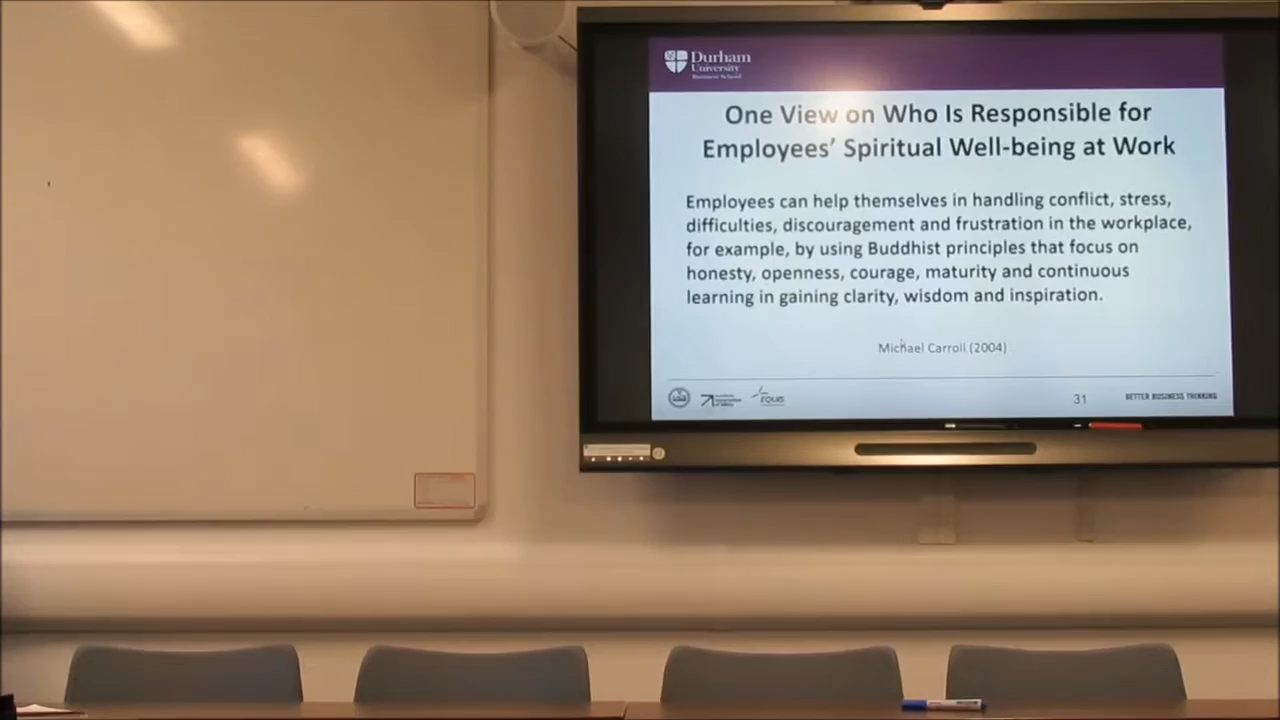 Durham
University
Business School
One View on Who Is Responsible for
Employees' Spiritual Well-being at Work
Employees can help themselves in handling conflict, stress,
difficulties, discouragement and frustration in the workplace,
for example, by using Buddhist principles that focus on
honesty, openness, courage, maturity and continuous
learning in gaining clarity, wisdom and inspiration.
Michael Carroll (2004)
EQUIS
31
BETTER BUSINESS THINKING